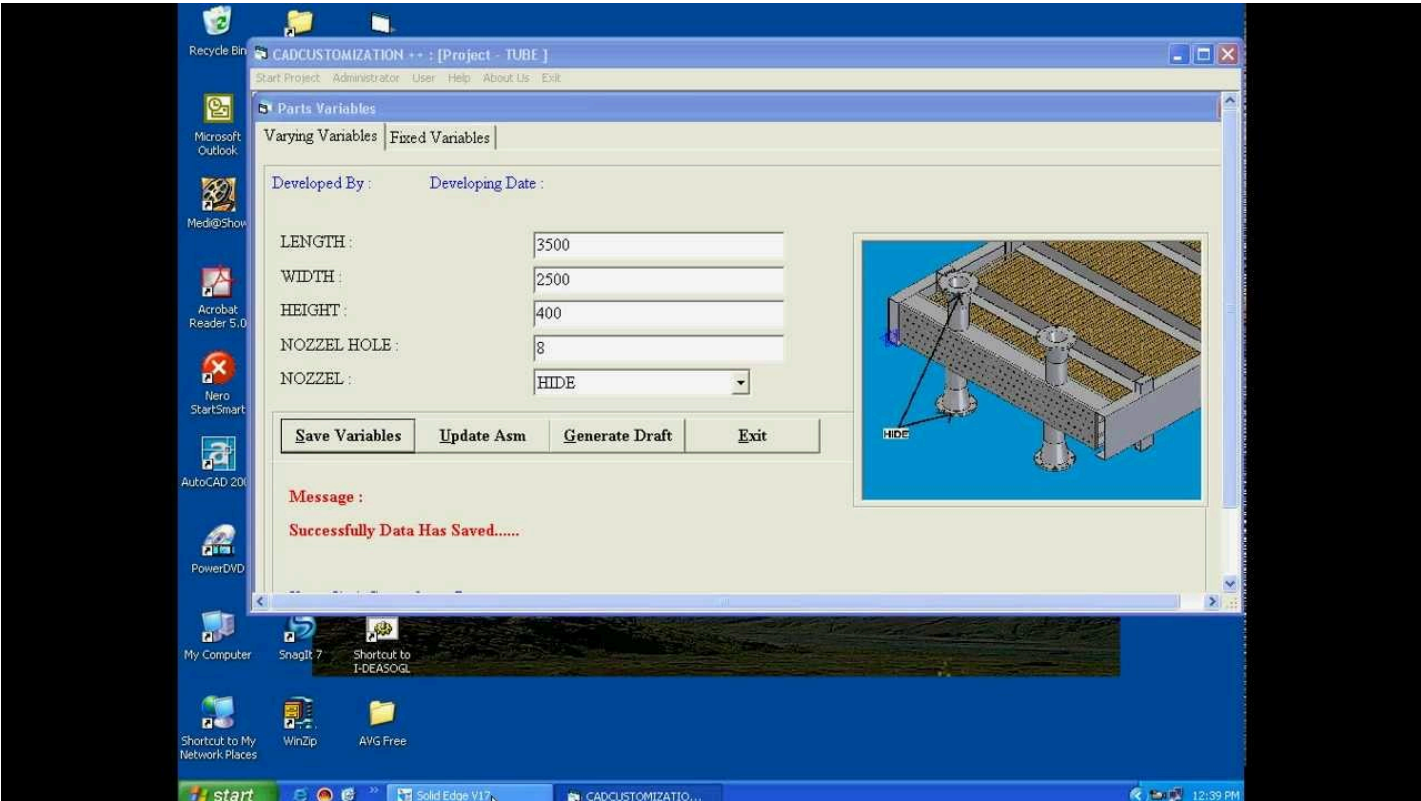 Recycle Bin
CADCUSTOMIZATION ++ : [Project - TUBE ]
Start Project Administrator User Help About Us Exit
Parts Variables
Microsoft
Outlook
Varying Variables Fixed Variables
Developed By : Developing Date :
Medi@Show
LENGTH : 3500
WIDTH : 2500
Acrobat
Reader 5.0
HEIGHT : 400
NOZZEL HOLE : 8
NOZZEL : HIDE
Nero
StartSmart
Save Variables Update Asm Generate Draft Exit
HIDE
AutoCAD 200
Message :
Successfully Data Has Saved......
PowerDVD
My Computer
SnagIt 7
Shortcut to
I-DEASOGL
Shortcut to My
Network Places
WinZip
AVG Free
start
Solid Edge V17
CADCUSTOMIZATIO...
12:39 PM